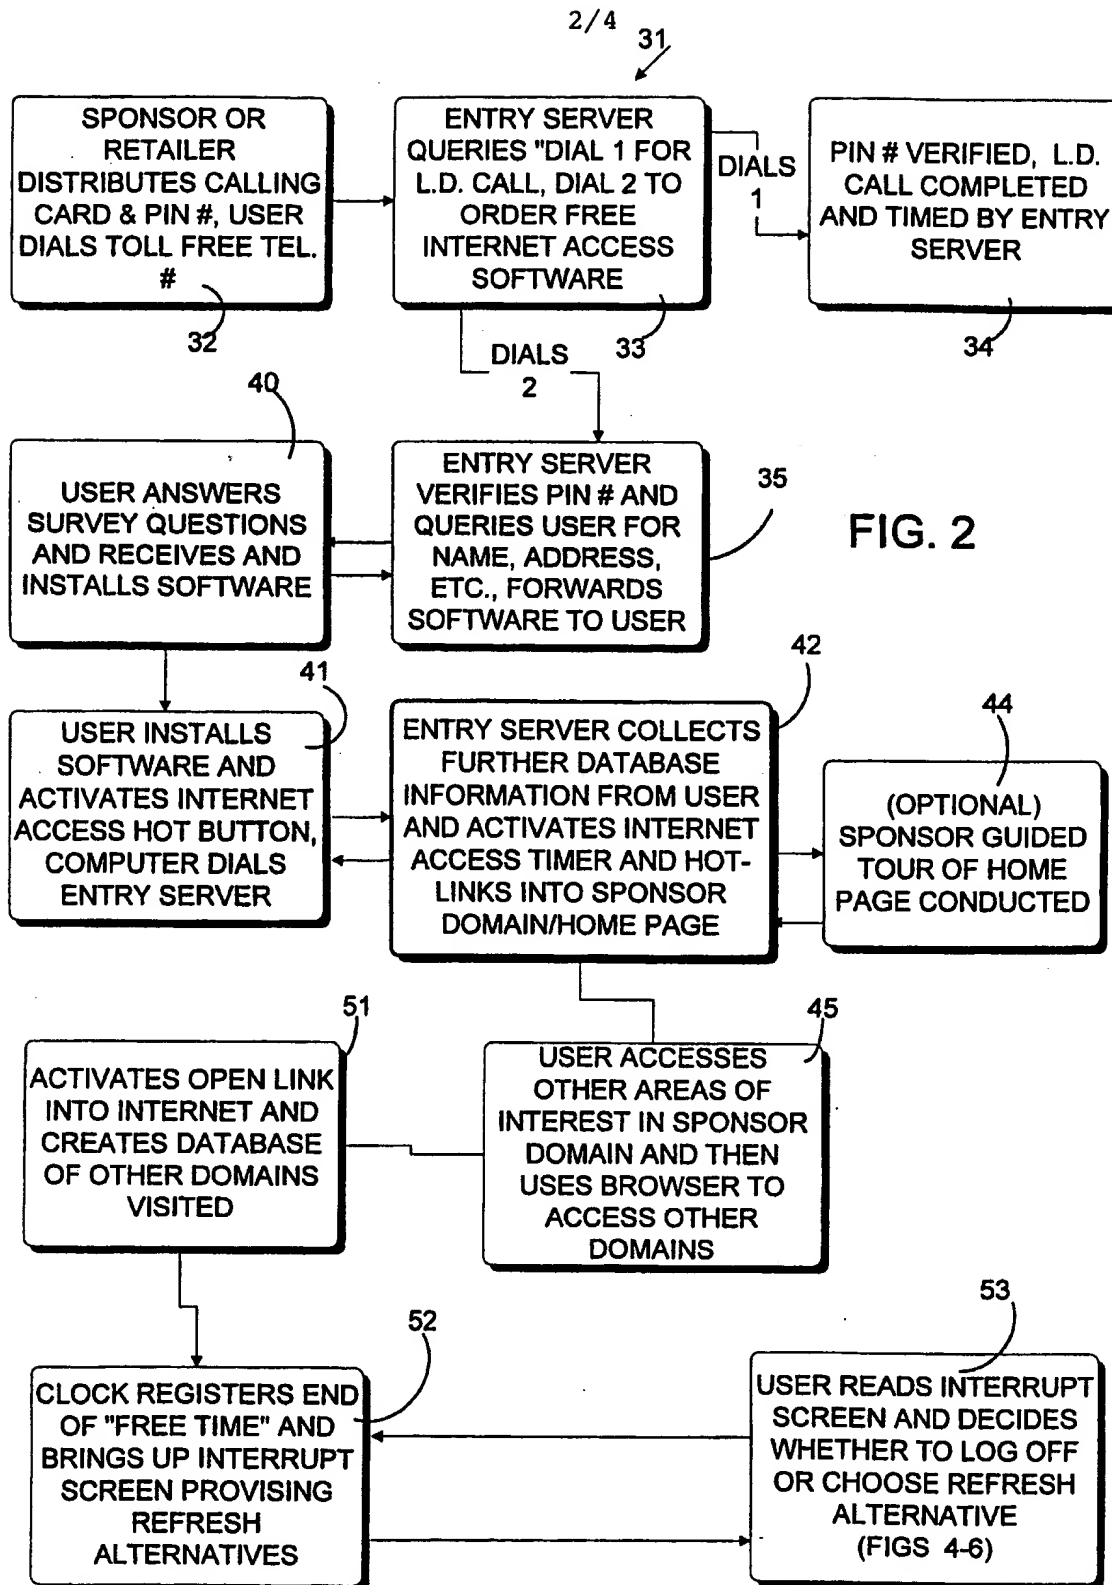 2/4
31
SPONSOR OR
RETAILER
DISTRIBUTES CALLING
CARD & PIN #, USER
DIALS TOLL FREE TEL.
#
32
ENTRY SERVER
QUERIES "DIAL 1 FOR
L.D. CALL, DIAL 2 TO
ORDER FREE
INTERNET ACCESS
SOFTWARE
33
DIALS
1
PIN # VERIFIED, L.D.
CALL COMPLETED
AND TIMED BY ENTRY
SERVER
34
DIALS
2
40
USER ANSWERS
SURVEY QUESTIONS
AND RECEIVES AND
INSTALLS SOFTWARE
ENTRY SERVER
VERIFIES PIN # AND
QUERIES USER FOR
NAME, ADDRESS,
ETC., FORWARDS
SOFTWARE TO USER
35
FIG. 2
41
USER INSTALLS
SOFTWARE AND
ACTIVATES INTERNET
ACCESS HOT BUTTON,
COMPUTER DIALS
ENTRY SERVER
42
ENTRY SERVER COLLECTS
FURTHER DATABASE
INFORMATION FROM USER
AND ACTIVATES INTERNET
ACCESS TIMER AND HOT-
LINKS INTO SPONSOR
DOMAIN/HOME PAGE
44
(OPTIONAL)
SPONSOR GUIDED
TOUR OF HOME
PAGE CONDUCTED
51
ACTIVATES OPEN LINK
INTO INTERNET AND
CREATES DATABASE
OF OTHER DOMAINS
VISITED
45
USER ACCESSES
OTHER AREAS OF
INTEREST IN SPONSOR
DOMAIN AND THEN
USES BROWSER TO
ACCESS OTHER
DOMAINS
52
CLOCK REGISTERS END
OF "FREE TIME" AND
BRINGS UP INTERRUPT
SCREEN PROVISING
REFRESH
ALTERNATIVES
53
USER READS INTERRUPT
SCREEN AND DECIDES
WHETHER TO LOG OFF
OR CHOOSE REFRESH
ALTERNATIVE
(FIGS 4-6)